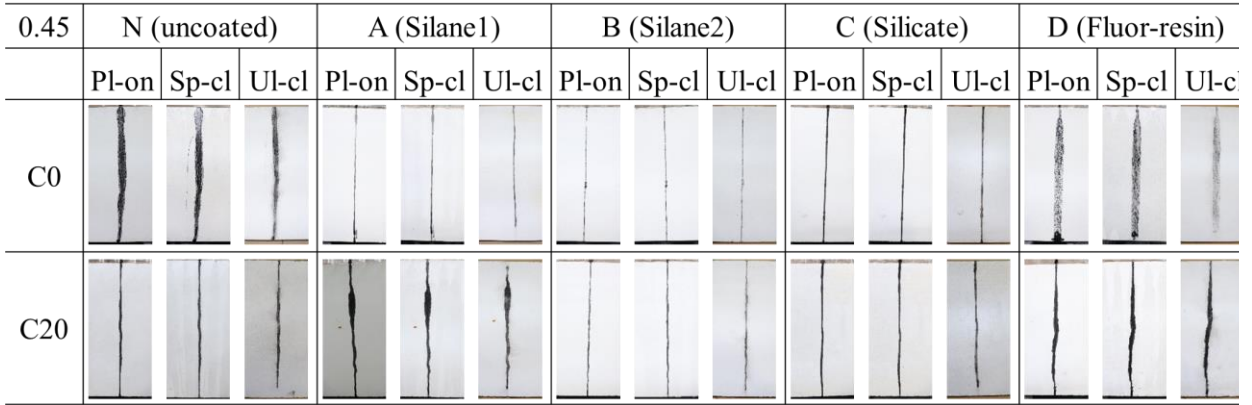 0.45 N (uncoated) A (Silane1) B (Silane2) C (Silicate) D (Fluor-resin)
Pl-on Sp-cl Ul-cl Pl-on Sp-cl Ul-cl Pl-on Sp-cl Ul-cl Pl-on Sp-cl Ul-cl Pl-on Sp-cl Ul-cl
C0
C20